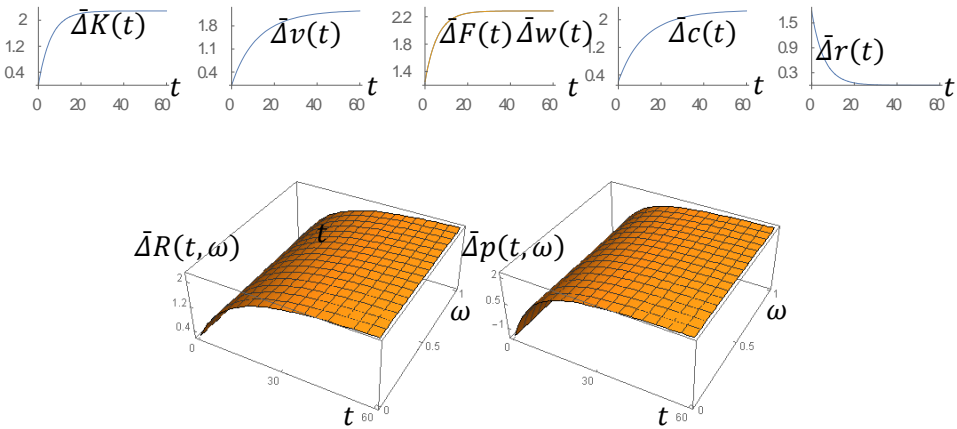 Δ̄K(t) Δ̄v(t) Δ̄F(t) Δ̄w(t) Δ̄c(t) Δ̄r(t)
2 1.2 0.4 1.8 1.1 0.4 2.2 1.8 1.4 2 1.2 0.4 1.5 0.9 0.3
0 20 40 60 t 0 20 40 60 t 0 20 40 60 t 0 20 40 60 t 0 20 40 60 t
Δ̄R(t, ω) t Δ̄p(t, ω)
2 1.2 0.4 0 30 60 t 0 0.5 1 ω
2 0.5 −1 0 30 60 t 0 0.5 1 ω